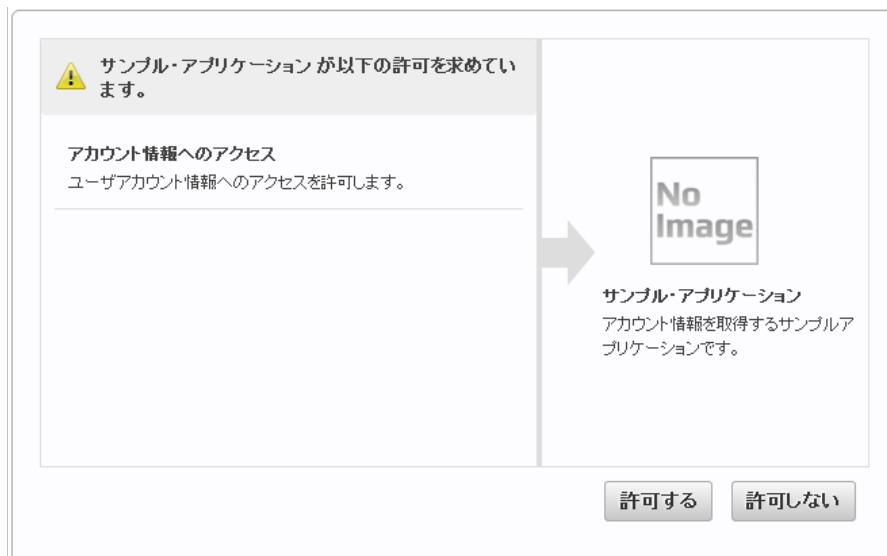 サンプル・アプリケーション が以下の許可を求めてい
ます。
アカウント情報へのアクセス
ユーザアカウント情報へのアクセスを許可します。
No
Image
サンプル・アプリケーション
アカウント情報を取得するサンプルア
プリケーションです。
許可する
許可しない